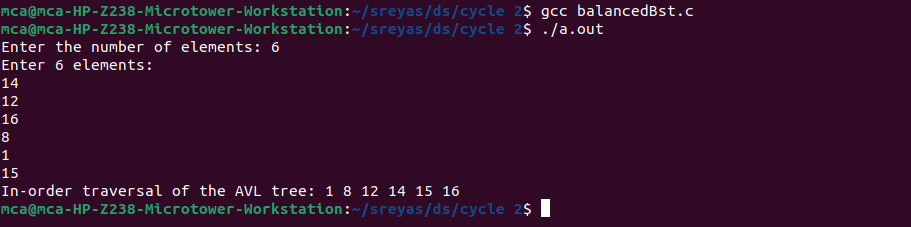 mca@mca-HP-Z238-Microtower-Workstation:~/sreyas/ds/cycle 2$ gcc balancedBst.c
mca@mca-HP-Z238-Microtower-Workstation:~/sreyas/ds/cycle 2$ ./a.out
Enter the number of elements: 6
Enter 6 elements:
14
12
16
8
1
15
In-order traversal of the AVL tree: 1 8 12 14 15 16
mca@mca-HP-Z238-Microtower-Workstation:~/sreyas/ds/cycle 2$